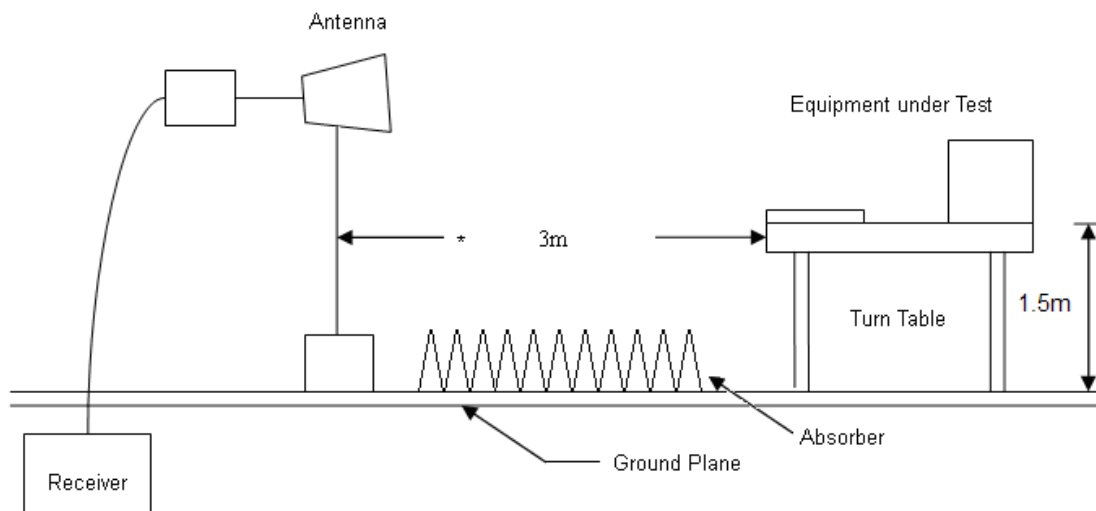 Antenna
Equipment under Test
* 3m
1.5m
Turn Table
Absorber
Ground Plane
Receiver